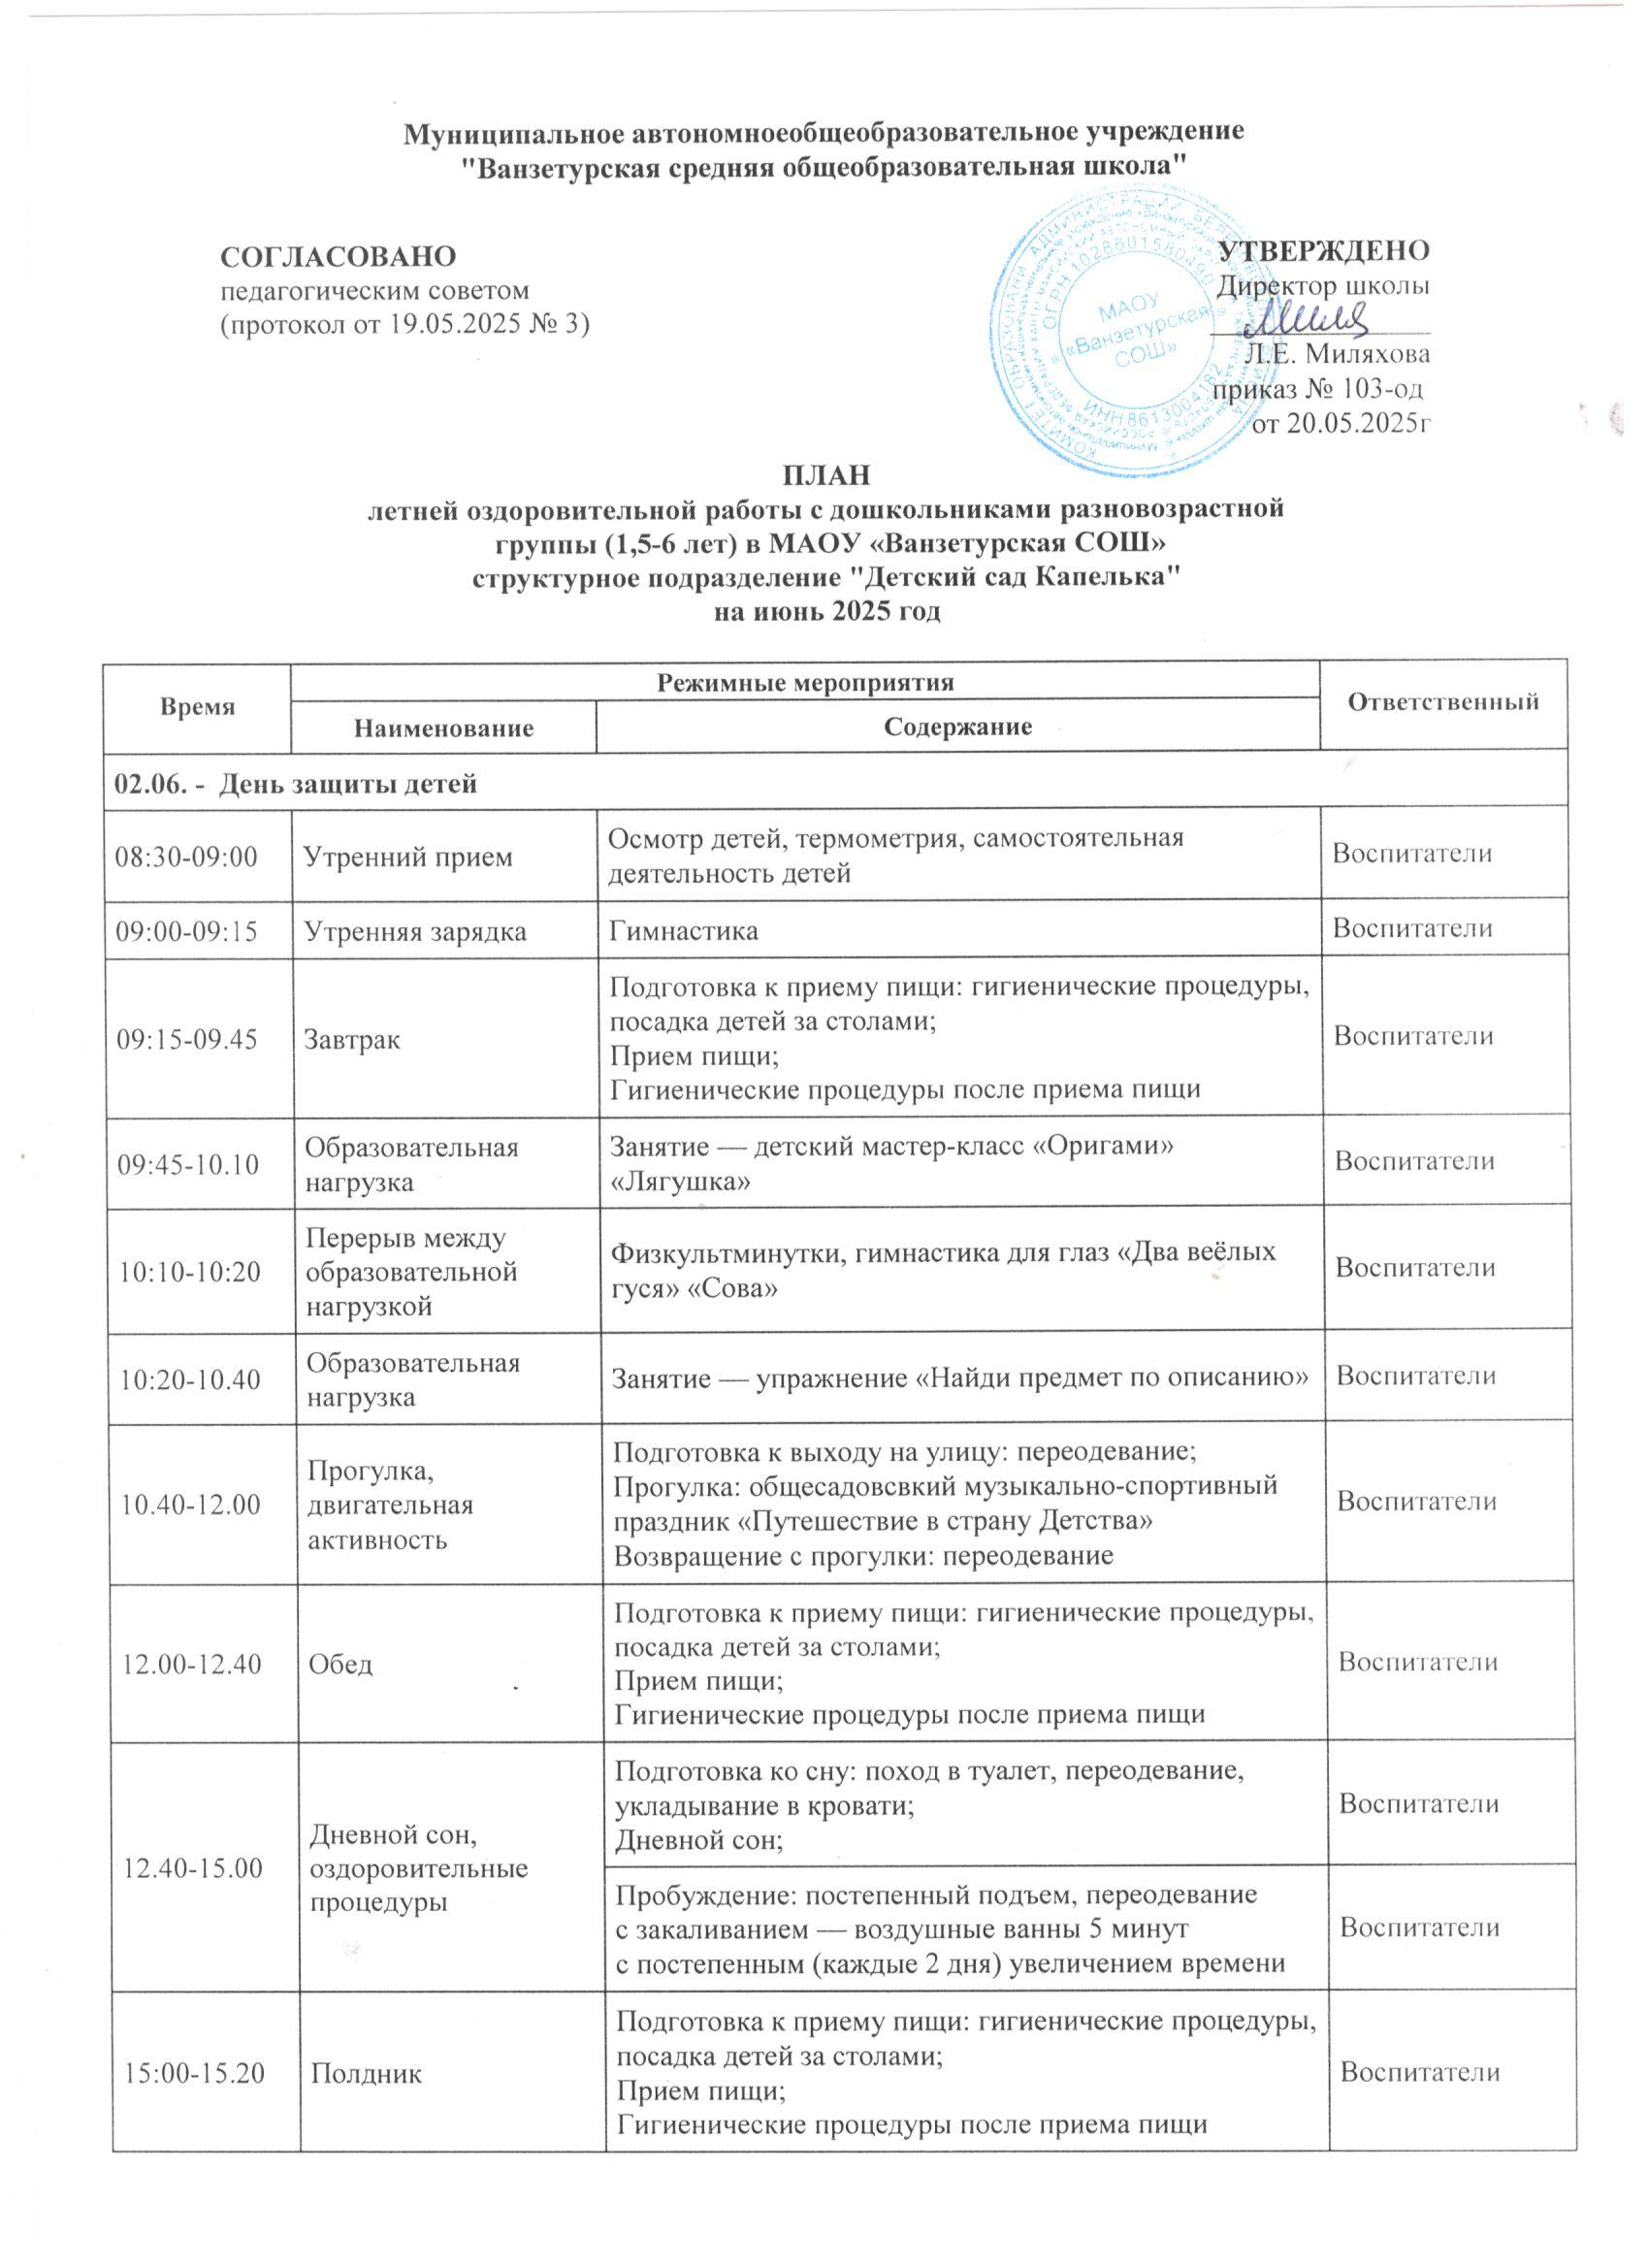 Муниципальное автономноеобщеобразовательное учреждение
"Ванзетурская средняя общеобразовательная школа"
СОГЛАСОВАНО
педагогическим советом
(протокол от 19.05.2025 № 3)
УТВЕРЖДЕНО
Директор школы
Л.Е. Миляхова
приказ № 103-од
от 20.05.2025г
ОГРН 1028601580490
МАОУ
«Ванзетурская
СОШ»
ИНН 8613004182
ПЛАН
летней оздоровительной работы с дошкольниками разновозрастной
группы (1,5-6 лет) в МАОУ «Ванзетурская СОШ»
структурное подразделение "Детский сад Капелька"
на июнь 2025 год
Время
Режимные мероприятия
Ответственный
Наименование
Содержание
02.06. - День защиты детей
08:30-09:00
Утренний прием
Осмотр детей, термометрия, самостоятельная
деятельность детей
Воспитатели
09:00-09:15
Утренняя зарядка
Гимнастика
Воспитатели
09:15-09.45
Завтрак
Подготовка к приему пищи: гигиенические процедуры,
посадка детей за столами;
Прием пищи;
Гигиенические процедуры после приема пищи
Воспитатели
09:45-10.10
Образовательная
нагрузка
Занятие — детский мастер-класс «Оригами»
«Лягушка»
Воспитатели
10:10-10:20
Перерыв между
образовательной
нагрузкой
Физкультминутки, гимнастика для глаз «Два веёлых
гуся» «Сова»
Воспитатели
10:20-10.40
Образовательная
нагрузка
Занятие — упражнение «Найди предмет по описанию»
Воспитатели
10.40-12.00
Прогулка,
двигательная
активность
Подготовка к выходу на улицу: переодевание;
Прогулка: общесадовсвкий музыкально-спортивный
праздник «Путешествие в страну Детства»
Возвращение с прогулки: переодевание
Воспитатели
12.00-12.40
Обед
Подготовка к приему пищи: гигиенические процедуры,
посадка детей за столами;
Прием пищи;
Гигиенические процедуры после приема пищи
Воспитатели
12.40-15.00
Дневной сон,
оздоровительные
процедуры
Подготовка ко сну: поход в туалет, переодевание,
укладывание в кровати;
Дневной сон;
Воспитатели
Пробуждение: постепенный подъем, переодевание
с закаливанием — воздушные ванны 5 минут
с постепенным (каждые 2 дня) увеличением времени
Воспитатели
15:00-15.20
Полдник
Подготовка к приему пищи: гигиенические процедуры,
посадка детей за столами;
Прием пищи;
Гигиенические процедуры после приема пищи
Воспитатели